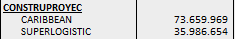 CONSTRUPROYEC
CARIBBEAN 73.659.969
SUPERLOGISTIC 35.986.654